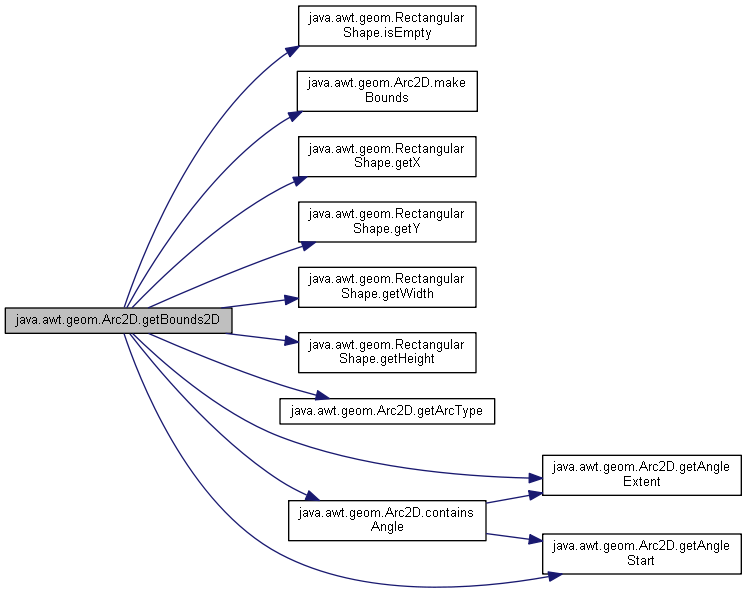 java.awt.geom.Rectangular
Shape.isEmpty
java.awt.geom.Arc2D.make
Bounds
java.awt.geom.Rectangular
Shape.getX
java.awt.geom.Rectangular
Shape.getY
java.awt.geom.Rectangular
Shape.getWidth
java.awt.geom.Arc2D.getBounds2D
java.awt.geom.Rectangular
Shape.getHeight
java.awt.geom.Arc2D.getArcType
java.awt.geom.Arc2D.getAngle
Extent
java.awt.geom.Arc2D.contains
Angle
java.awt.geom.Arc2D.getAngle
Start